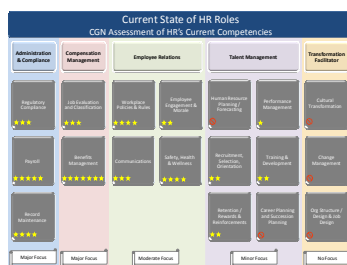 Current State of HR Roles
CGN Assessment of HR's Current Competencies
Administration
& Compliance
Compensation
Management
Employee Relations
Talent Management
Transformation
Facilitator
Regulatory
Compliance
Job Evaluation
and Classification
Workplace
Policies & Rules
Employee
Engagement &
Morale
Human Resource
Planning /
Forecasting
Performance
Management
Cultural
Transformation
Payroll
Benefits
Management
Communications
Safety, Health
& Wellness
Recruitment,
Selection,
Orientation
Training &
Development
Change
Management
Record
Maintenance
Retention /
Rewards &
Reinforcements
Career Planning
and Succession
Planning
Org Structure /
Design & Job
Design
Major Focus
Major Focus
Moderate Focus
Minor Focus
No Focus